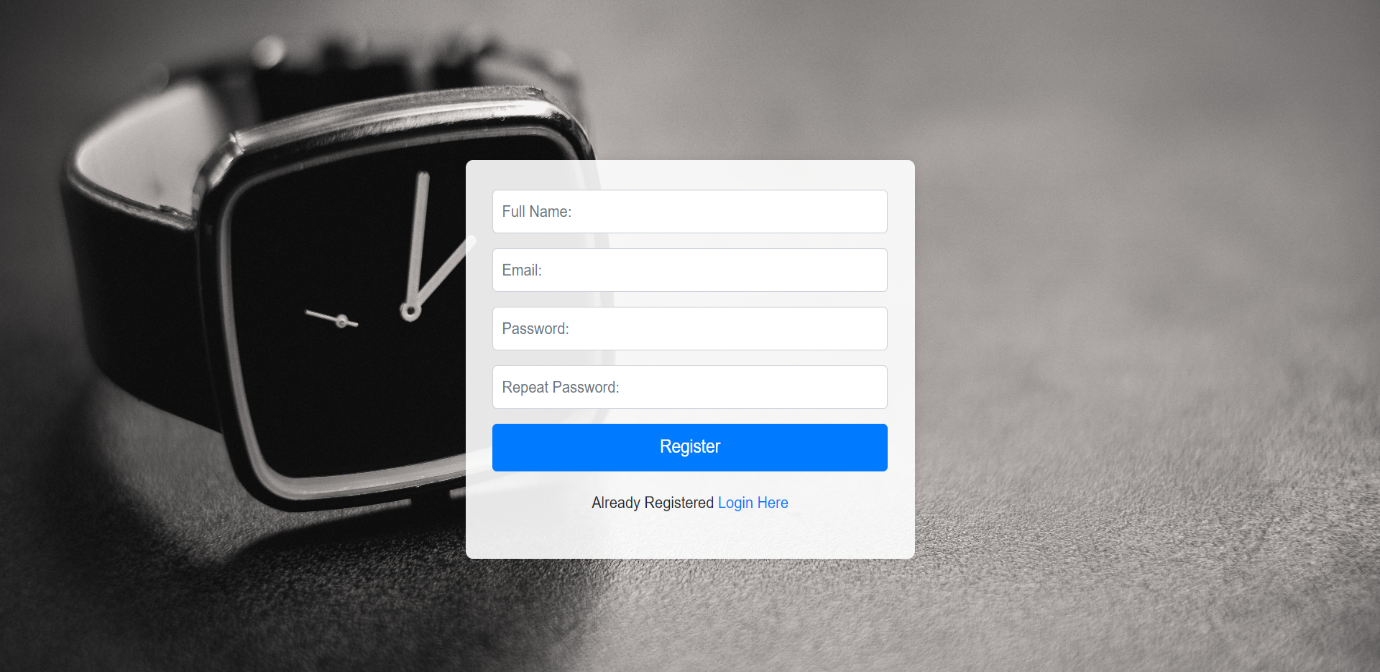 Full Name:
Email:
Password:
Repeat Password:
Register
Already Registered Login Here